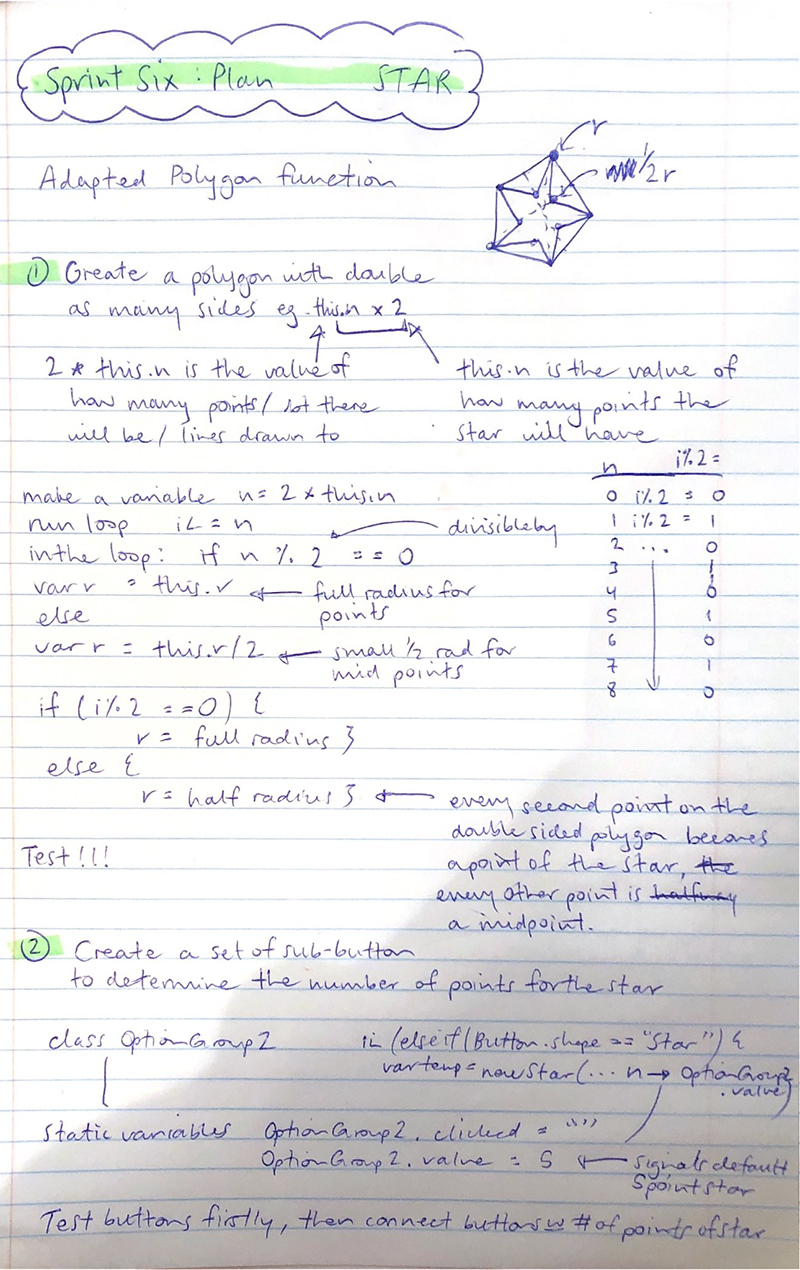 Sprint Six : Plan STAR
Adapted Polygon function
r
1/2 r
① Create a polygon with double
as many sides eg. this.n x 2
2 * this.n is the value of
how many points / dot there
will be / lines drawn to
this.n is the value of
how many points the
star will have
make a variable n = 2 * this.n
run loop i <= n
in the loop: if n % 2 == 0
divisible by
var r = this.r ← full radius for
points
else
var r = this.r/2 ← small 1/2 rad for
mid points
n i%2 =
0 i%2 = 0
1 i%2 = 1
2 ... 0
3 1
4 0
5 1
6 0
7 1
8 0
if (i%2 ==0) {
r = full radius }
else {
r = half radius } ← every second point on the
double sided polygon becomes
a point of the star, the
every other point is halfway
a midpoint.
Test!!!
② Create a set of sub-button
to determine the number of points for the star
class OptionGroup2
in (else if (Button.shape == "Star") {
var temp = new Star(... n → OptionGroup2
.value)
static variables OptionGroup2.clicked = ""
OptionGroup2.value = 5 ← signals default
5 point star
Test buttons firstly, then connect buttons w # of points of star